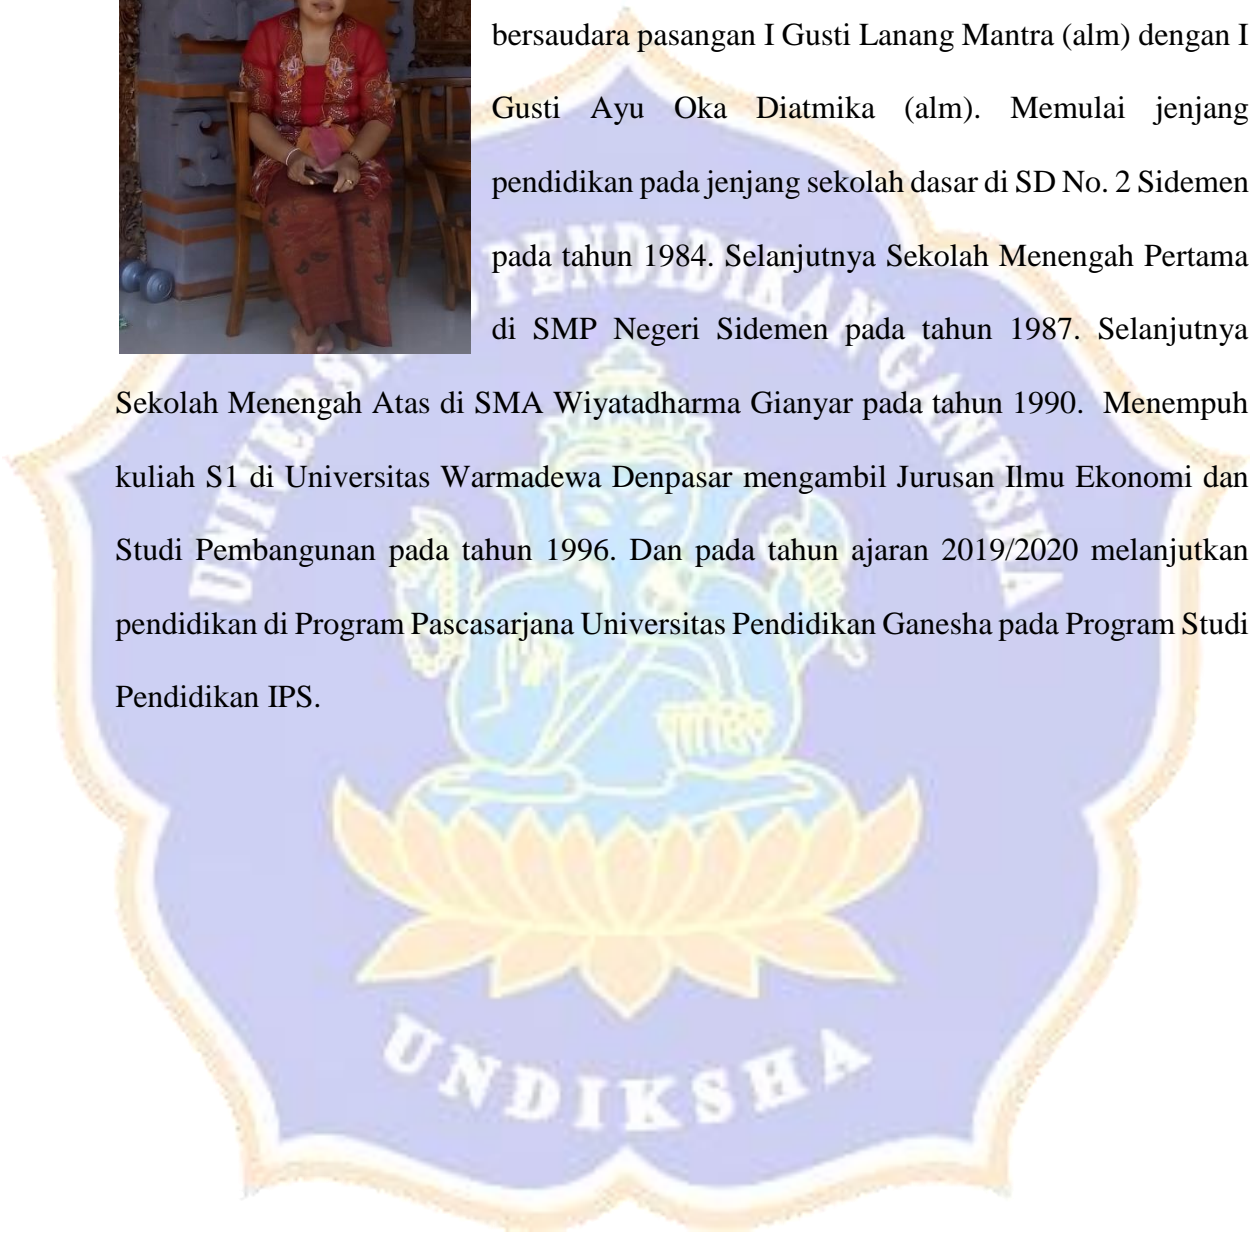 bersaudara pasangan I Gusti Lanang Mantra (alm) dengan I
Gusti Ayu Oka Diatmika (alm). Memulai jenjang
pendidikan pada jenjang sekolah dasar di SD No. 2 Sidemen
pada tahun 1984. Selanjutnya Sekolah Menengah Pertama
di SMP Negeri Sidemen pada tahun 1987. Selanjutnya
Sekolah Menengah Atas di SMA Wiyatadharma Gianyar pada tahun 1990. Menempuh
kuliah S1 di Universitas Warmadewa Denpasar mengambil Jurusan Ilmu Ekonomi dan
Studi Pembangunan pada tahun 1996. Dan pada tahun ajaran 2019/2020 melanjutkan
pendidikan di Program Pascasarjana Universitas Pendidikan Ganesha pada Program Studi
Pendidikan IPS.
UNIVERSITAS PENDIDIKAN GANESHA
UNDIKSHA